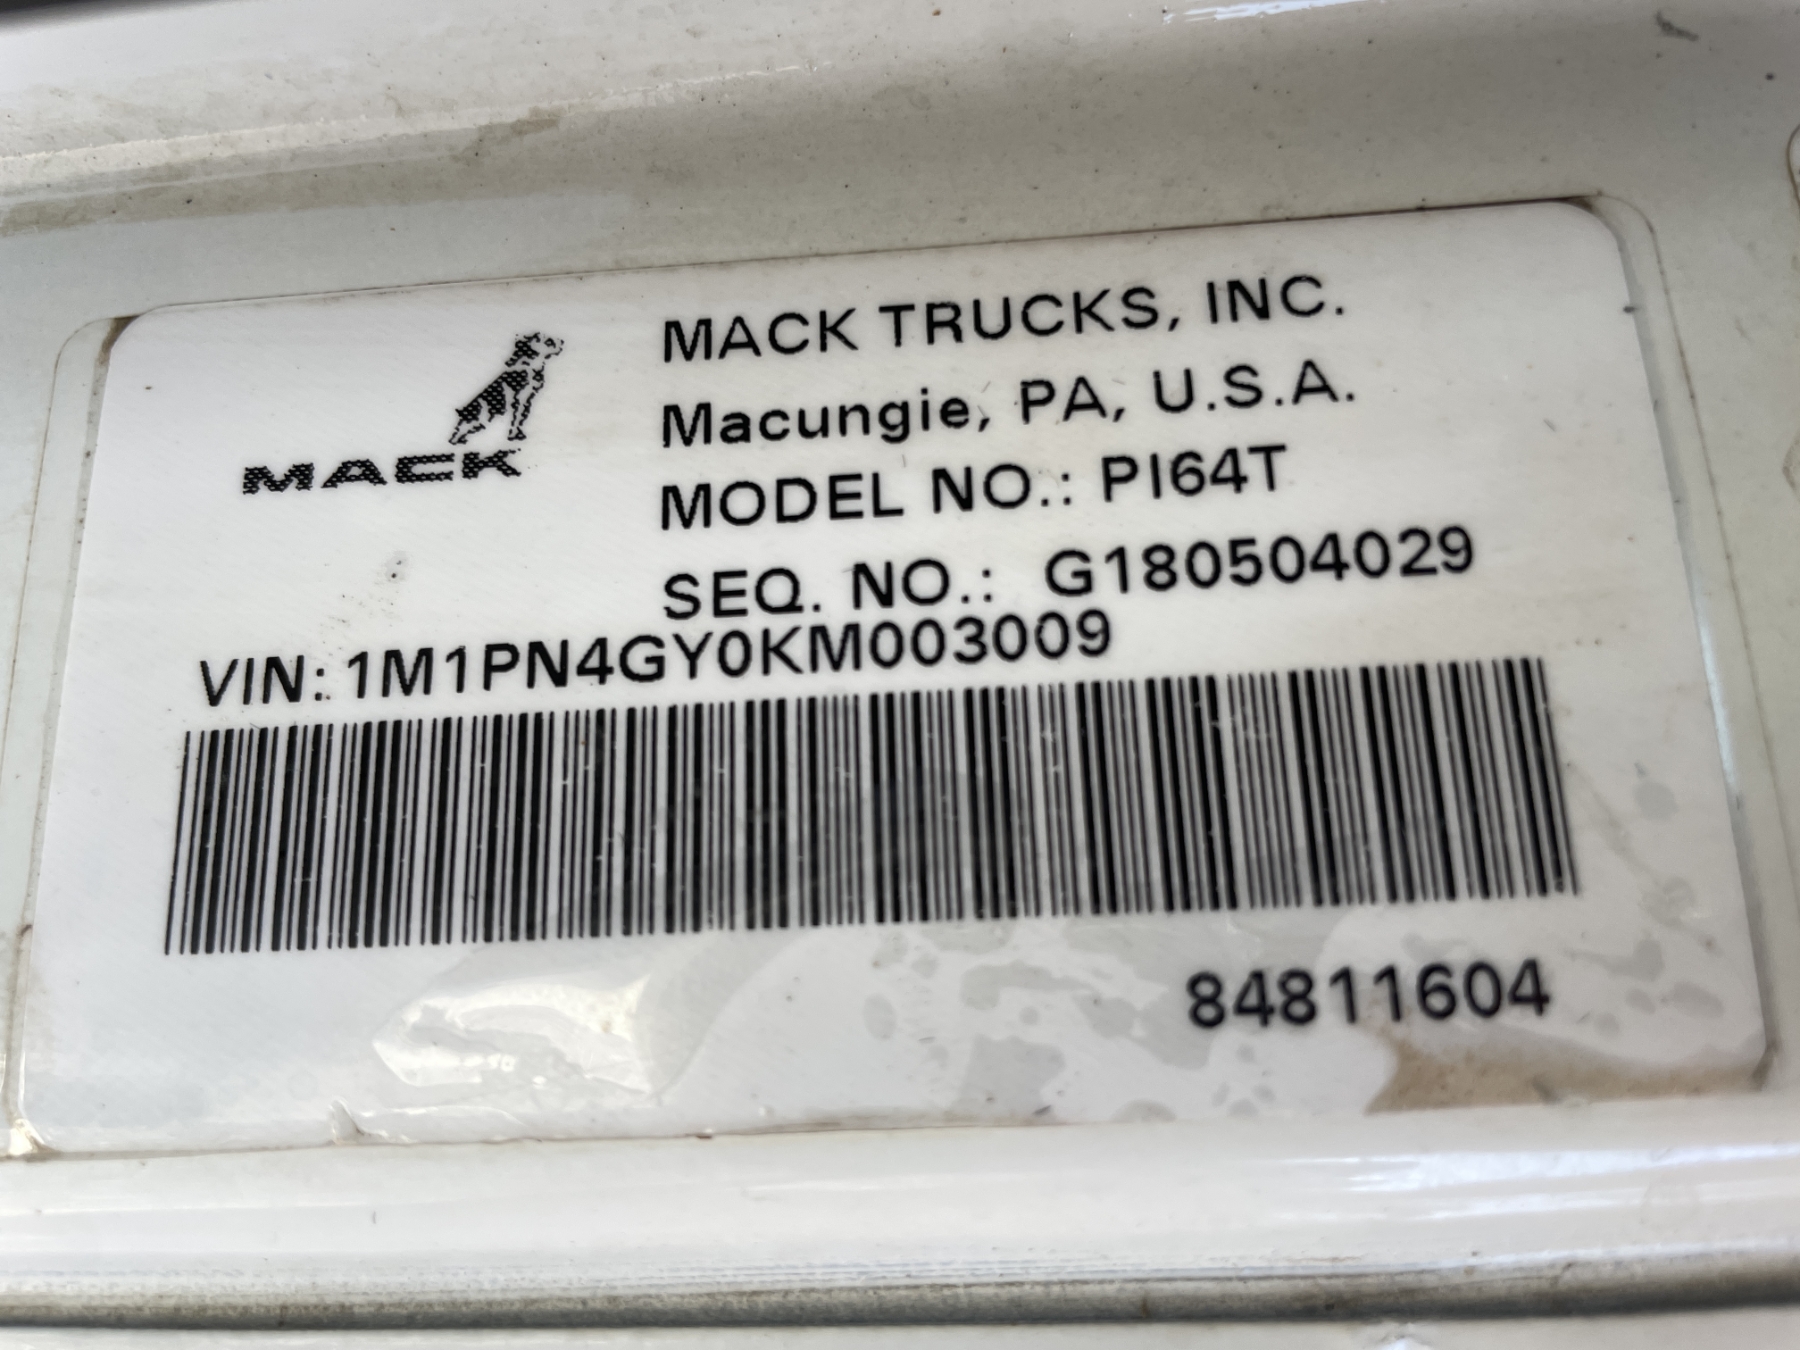 MACK
MACK TRUCKS, INC.
Macungie, PA, U.S.A.
MODEL NO.: PI64T
SEQ. NO.: G180504029
VIN: 1M1PN4GY0KM003009
84811604